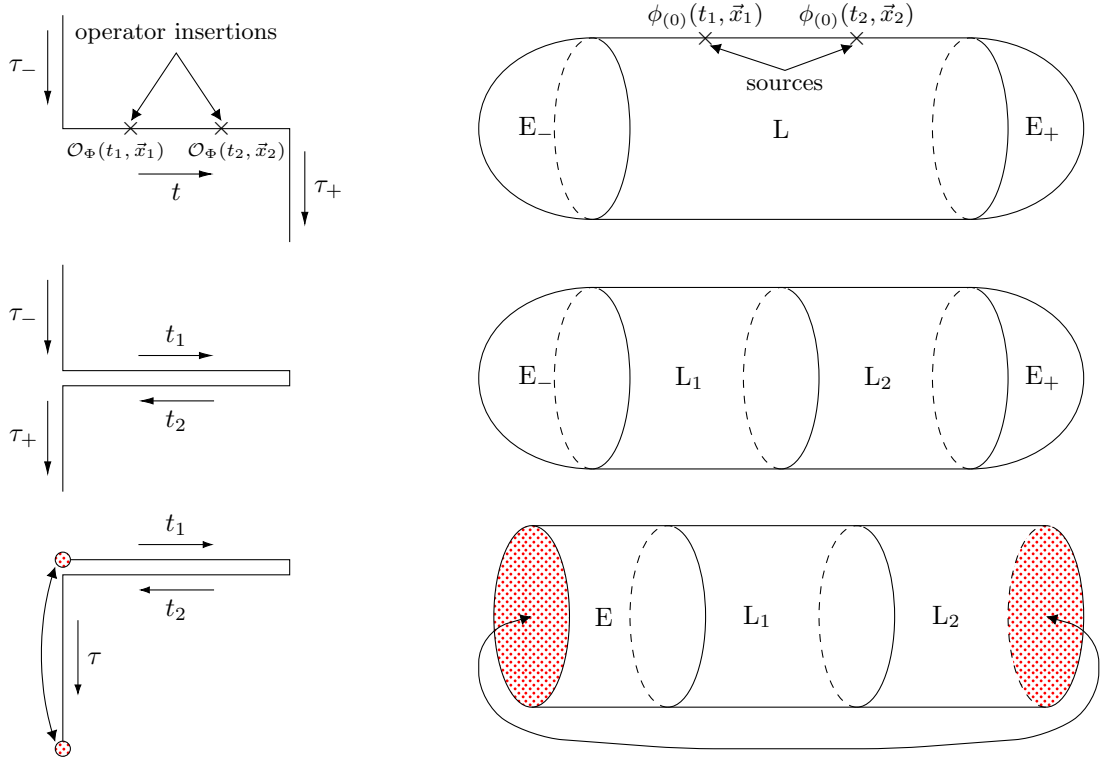 operator insertions
τ₋
𝒪_Φ(t₁, x⃗₁) 𝒪_Φ(t₂, x⃗₂)
t
τ₊
ϕ₍₀₎(t₁, x⃗₁) ϕ₍₀₎(t₂, x⃗₂)
sources
E₋ L E₊
τ₋
t₁
t₂
τ₊
E₋ L₁ L₂ E₊
t₁
t₂
τ
E L₁ L₂